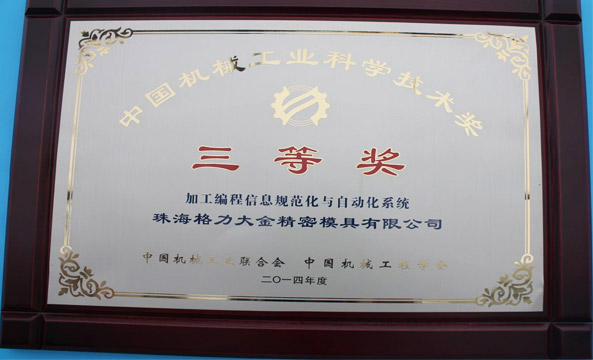 中国机械工业科学技术奖
三等奖
加工编程信息规范化与自动化系统
珠海格力大金精密模具有限公司
中国机械工业联合会 中国机械工程学会
二〇一四年度